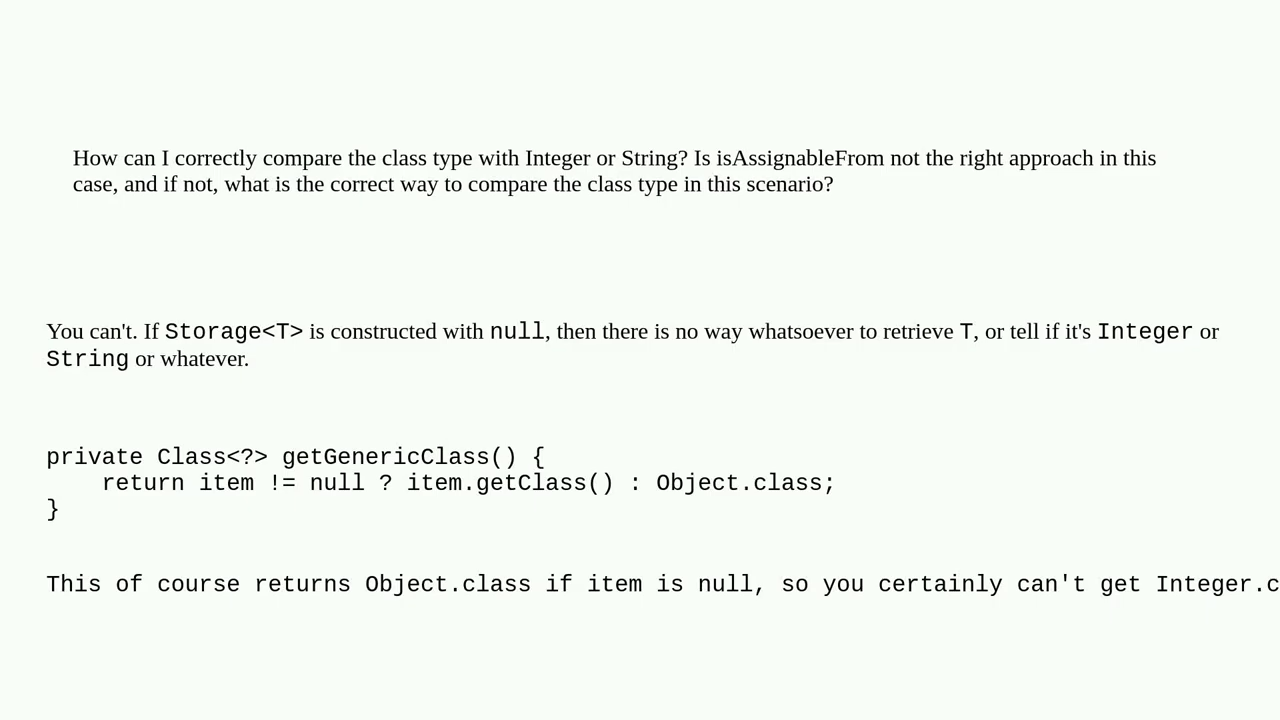 How can I correctly compare the class type with Integer or String? Is isAssignableFrom not the right approach in this
case, and if not, what is the correct way to compare the class type in this scenario?
You can't. If Storage<T> is constructed with null, then there is no way whatsoever to retrieve T, or tell if it's Integer or
String or whatever.
private Class<?> getGenericClass() {
    return item != null ? item.getClass() : Object.class;
}
This of course returns Object.class if item is null, so you certainly can't get Integer.c